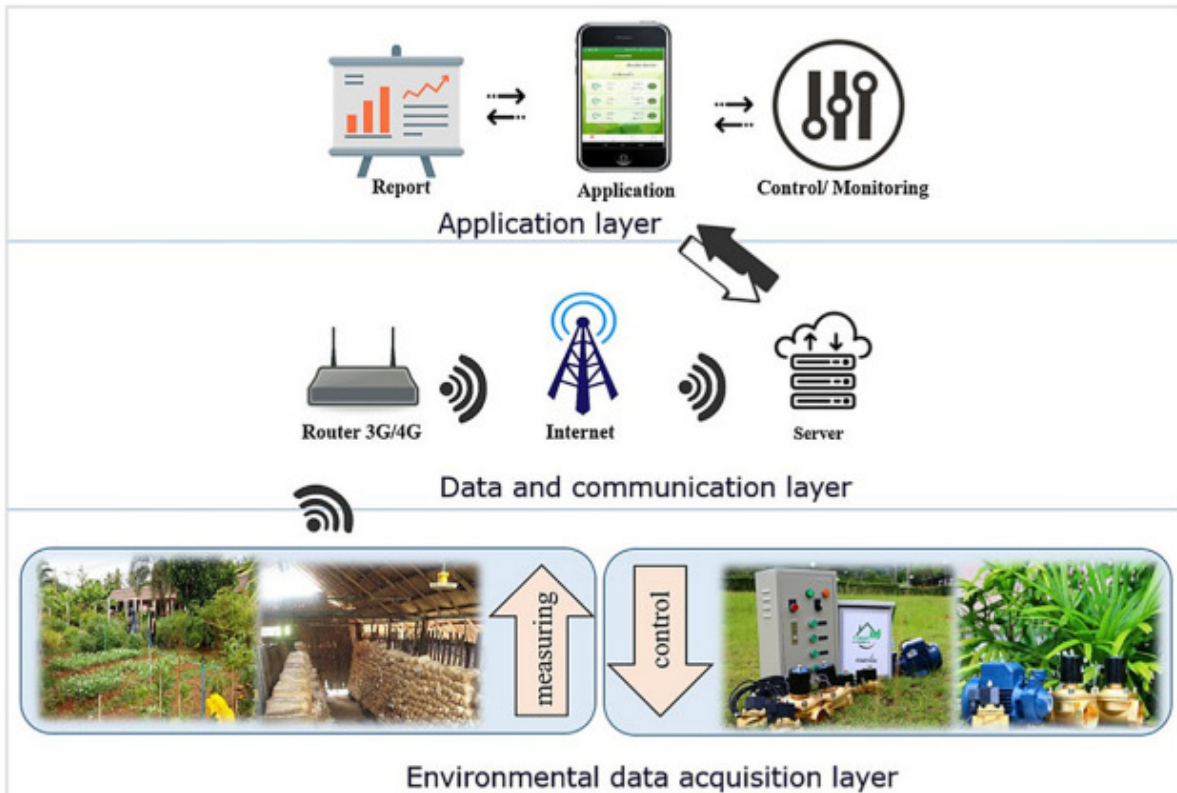 Report
Application
Control/ Monitoring
Application layer
Router 3G/4G
Internet
Server
Data and communication layer
measuring
control
Environmental data acquisition layer